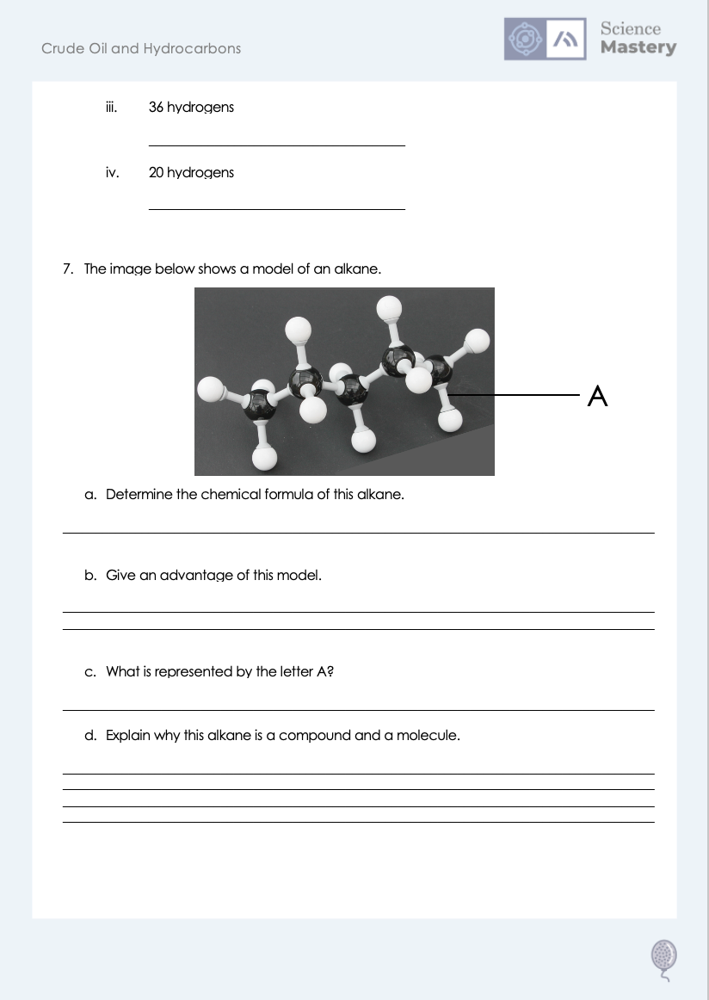 Crude Oil and Hydrocarbons
Science
Mastery
iii. 36 hydrogens
iv. 20 hydrogens
7. The image below shows a model of an alkane.
A
a. Determine the chemical formula of this alkane.
b. Give an advantage of this model.
c. What is represented by the letter A?
d. Explain why this alkane is a compound and a molecule.